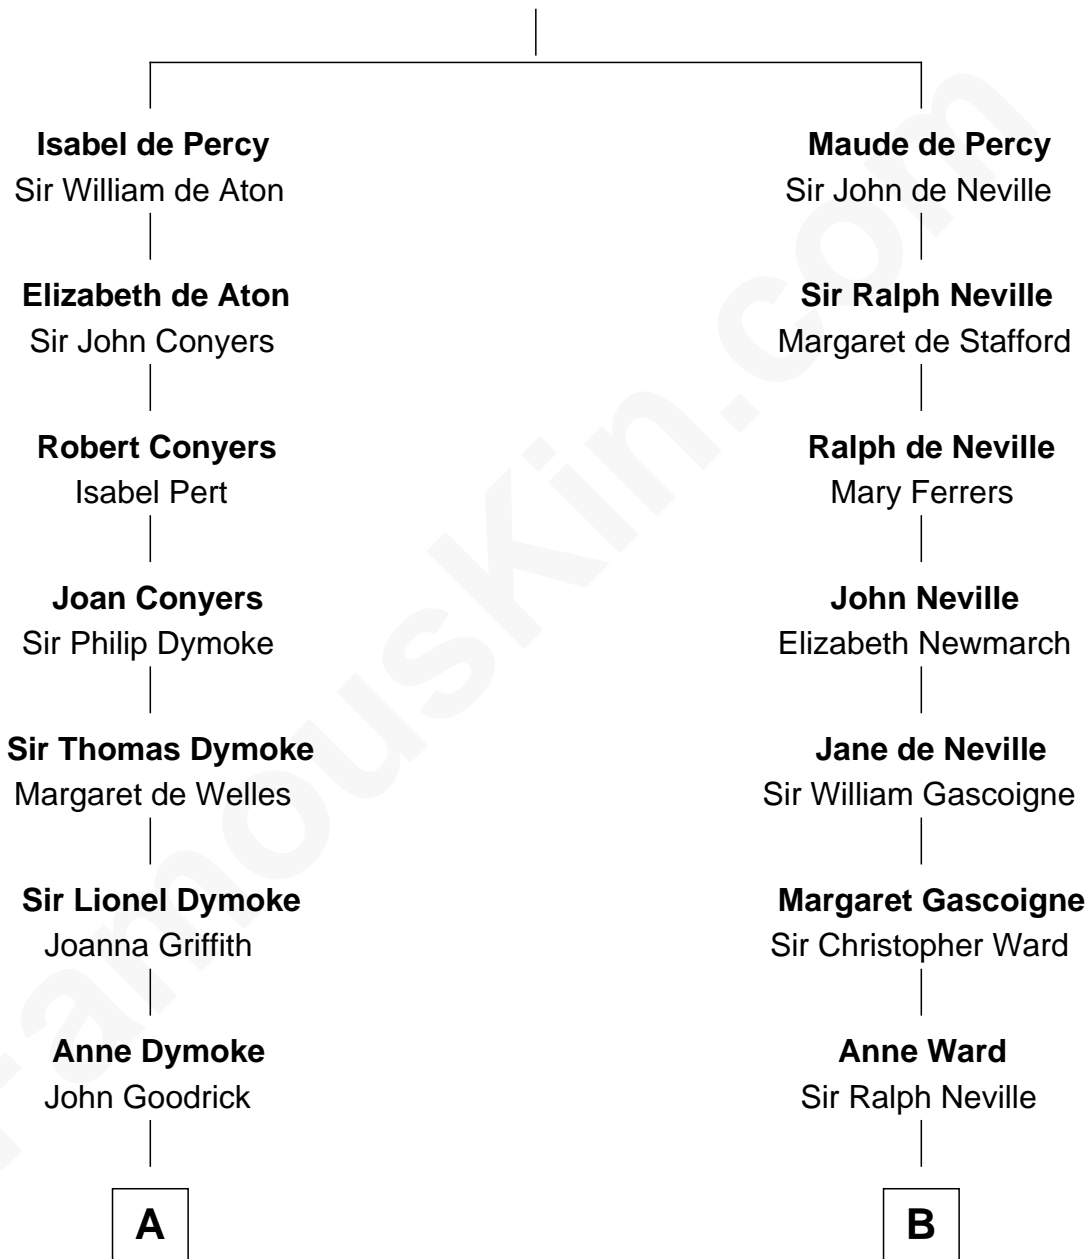 Isabel de Percy
Sir William de Aton
Elizabeth de Aton
Sir John Conyers
Robert Conyers
Isabel Pert
Joan Conyers
Sir Philip Dymoke
Sir Thomas Dymoke
Margaret de Welles
Sir Lionel Dymoke
Joanna Griffith
Anne Dymoke
John Goodrick
A
Maude de Percy
Sir John de Neville
Sir Ralph Neville
Margaret de Stafford
Ralph de Neville
Mary Ferrers
John Neville
Elizabeth Newmarch
Jane de Neville
Sir William Gascoigne
Margaret Gascoigne
Sir Christopher Ward
Anne Ward
Sir Ralph Neville
B
FamousKin.com